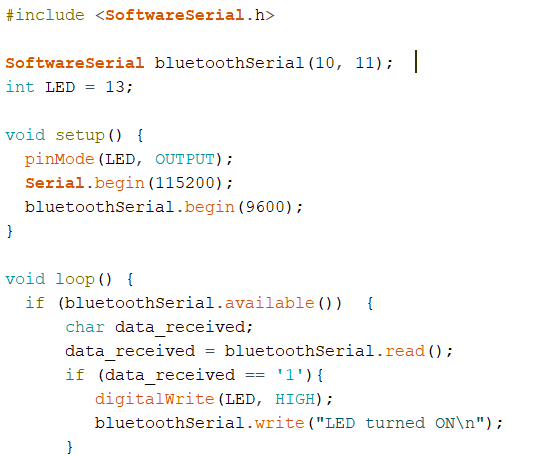 #include <SoftwareSerial.h>
SoftwareSerial bluetoothSerial(10, 11);
int LED = 13;
void setup() {
pinMode(LED, OUTPUT);
Serial.begin(115200);
bluetoothSerial.begin(9600);
}
void loop() {
if (bluetoothSerial.available())  {
char data_received;
data_received = bluetoothSerial.read();
if (data_received == '1'){
digitalWrite(LED, HIGH);
bluetoothSerial.write("LED turned ON\n");
}